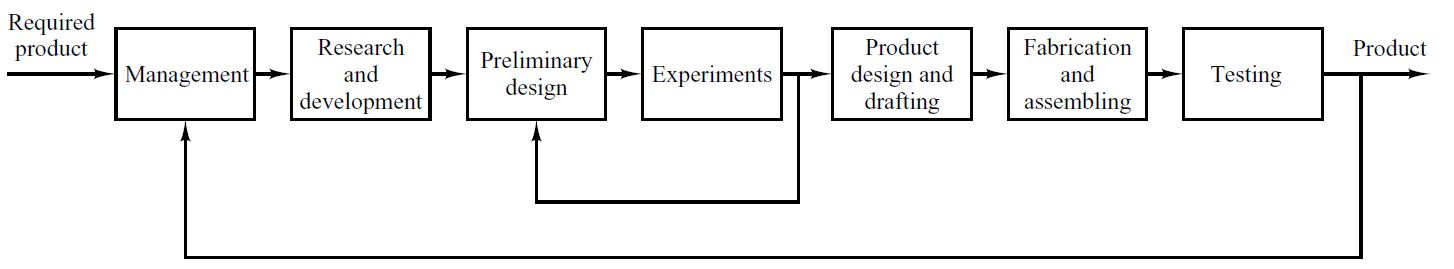 Required
product
Management
Research
and
development
Preliminary
design
Experiments
Product
design and
drafting
Fabrication
and
assembling
Testing
Product